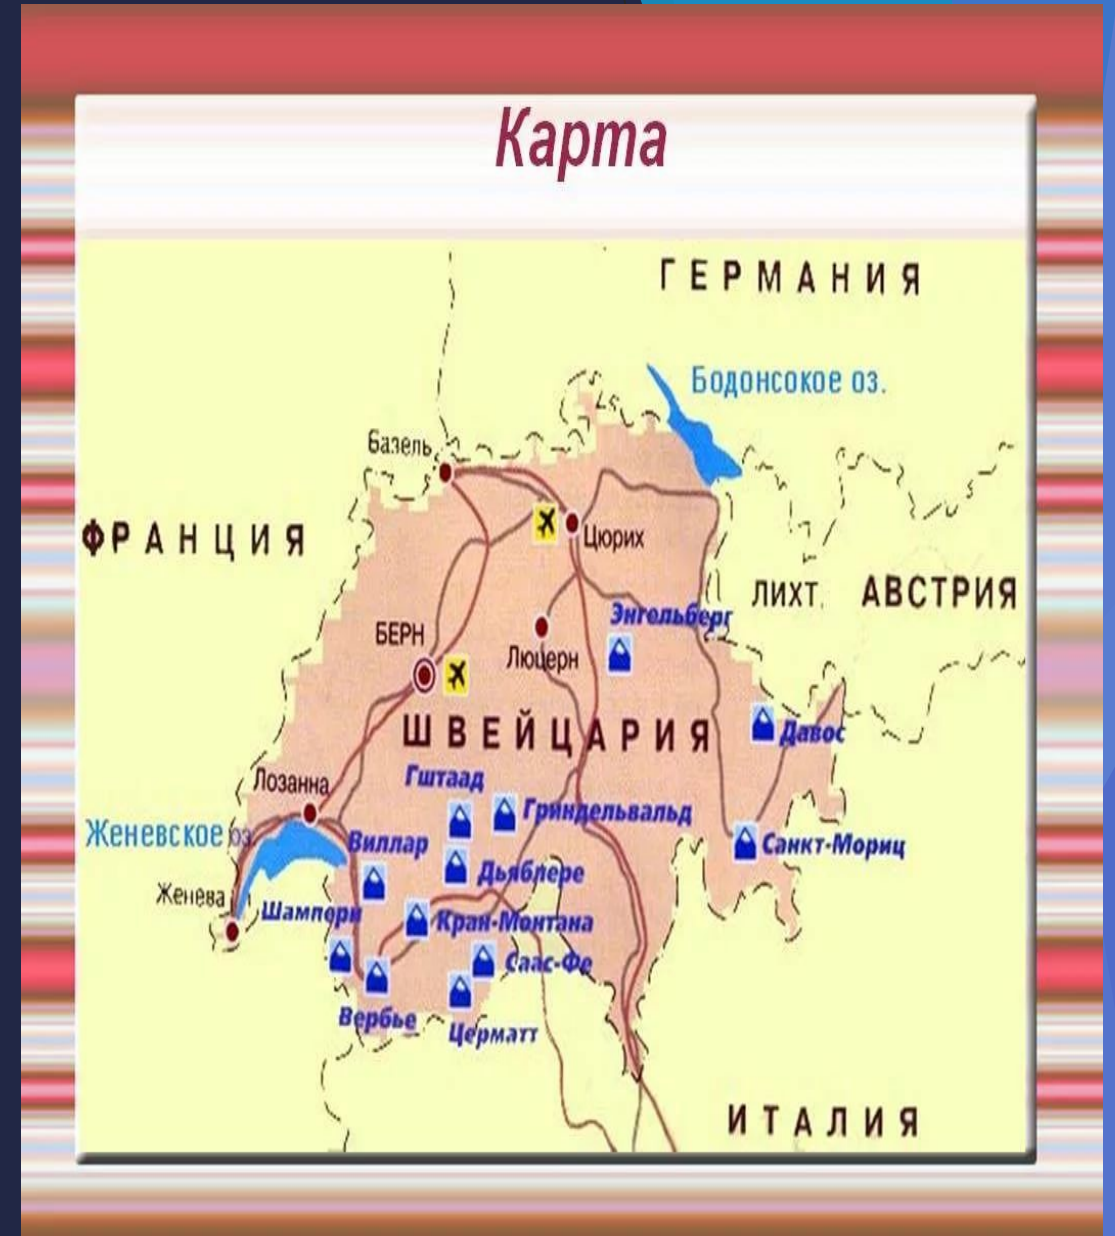 Карта
ГЕРМАНИЯ
Бодонсокое оз.
Базель
ФРАНЦИЯ
Цюрих
ЛИХТ. АВСТРИЯ
Энгольберг
БЕРН
Люцерн
ШВЕЙЦАРИЯ
Давос
Гштаад
Лозанна
Гриндельвальд
Женевское оз.
Виллар
Санкт-Мориц
Дьяблере
Женева
Шампери
Кран-Монтана
Саас-Фе
Вербье
Церматт
ИТАЛИЯ